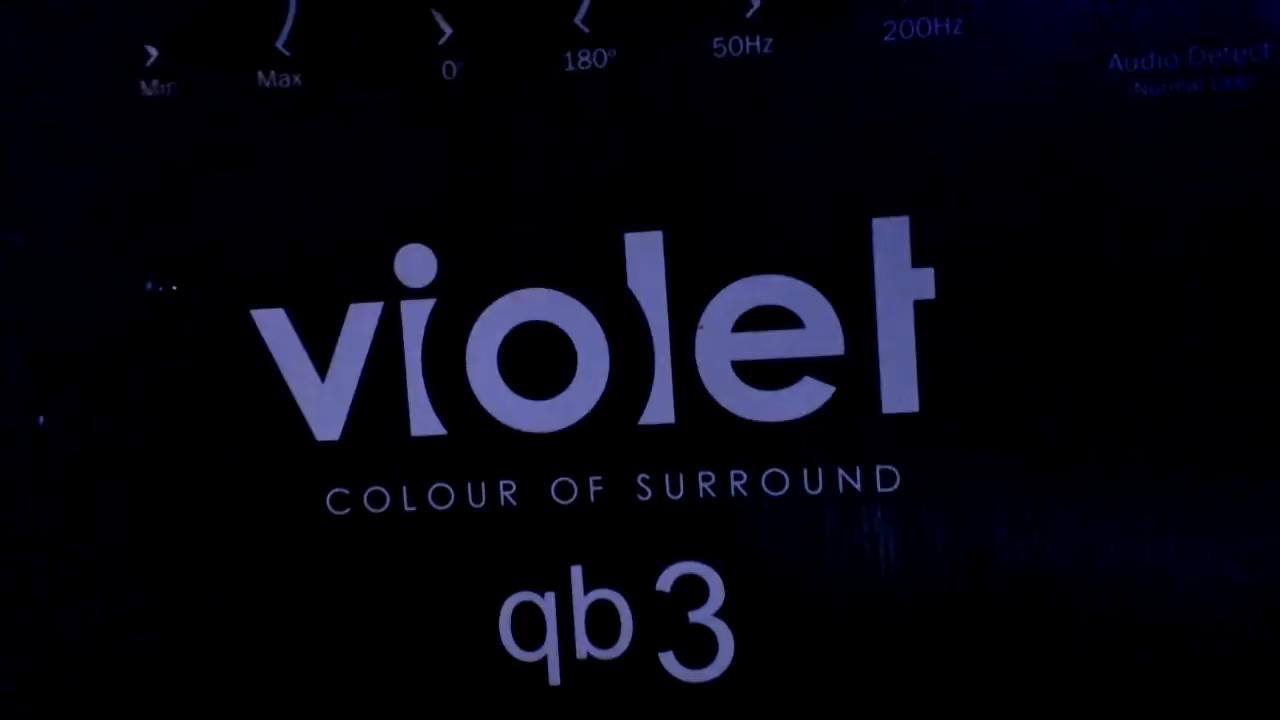 Min Max 0° 180° 50Hz 200Hz
Audio Detect
violet
COLOUR OF SURROUND
qb3